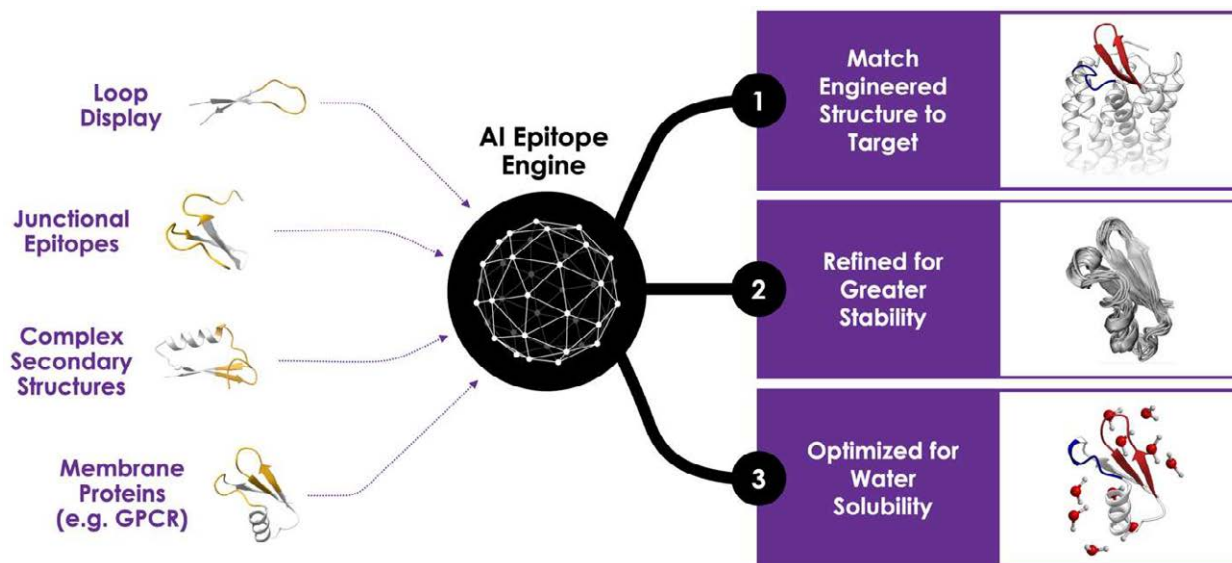 Loop
Display
Junctional
Epitopes
Complex
Secondary
Structures
Membrane
Proteins
(e.g. GPCR)
AI Epitope
Engine
1
Match
Engineered
Structure to
Target
2
Refined for
Greater
Stability
3
Optimized for
Water
Solubility